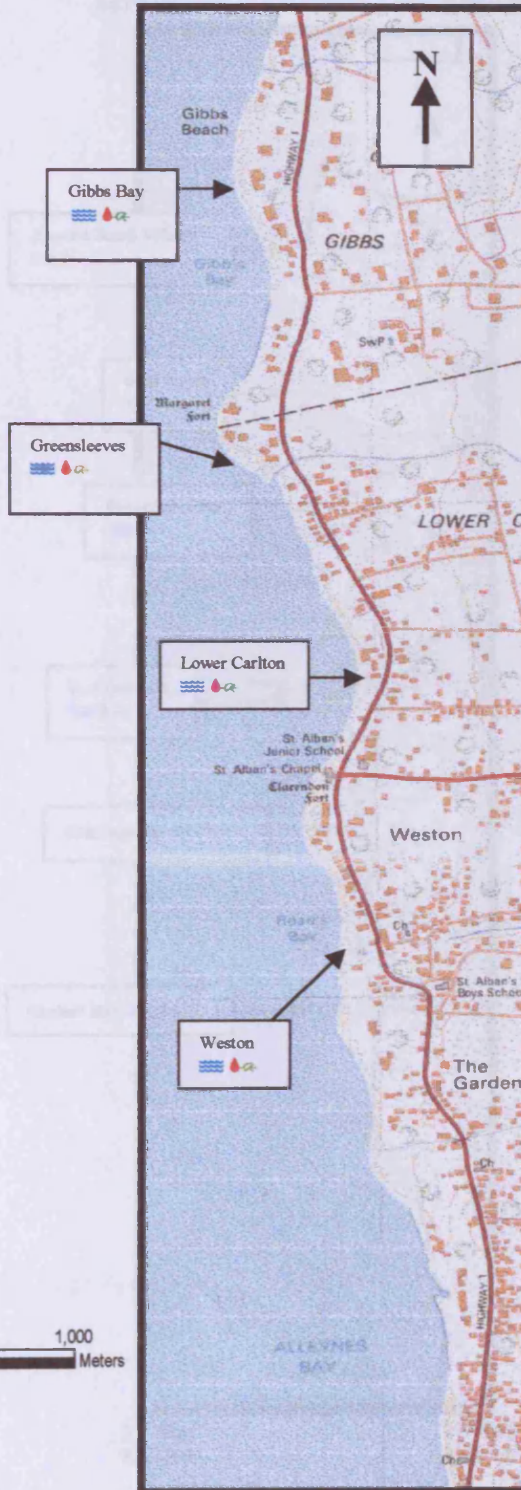 N
Gibbs
Beach
HIGHWAY 1
Gibbs Bay
GIBBS
Gibbs
Bay
SwP
Margaret
Fort
Greensleeves
LOWER C
Lower Carlton
St. Alban's
Junior School
St. Alban's Chapel
Clarendon
Fort
Weston
Bay
Ch
St. Alban's
Boys School
Weston
The
Garden
Ch
HIGHWAY 1
1,000
Meters
ALLEYNES
BAY